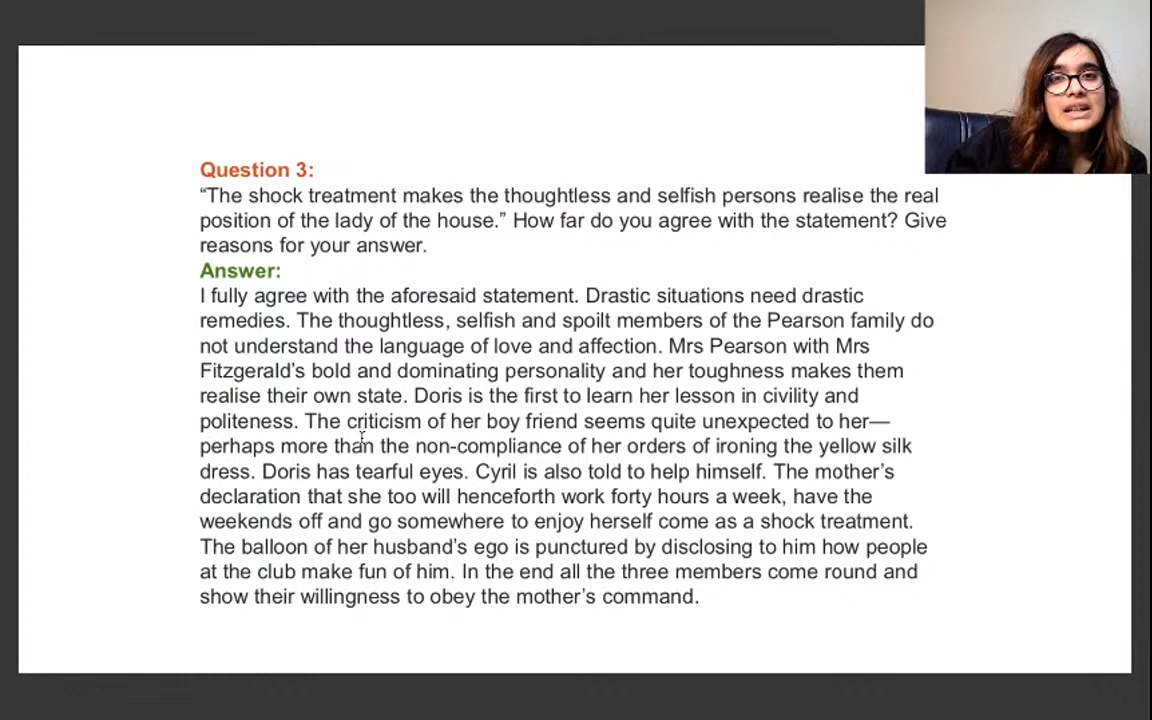 Question 3:
“The shock treatment makes the thoughtless and selfish persons realise the real
position of the lady of the house.” How far do you agree with the statement? Give
reasons for your answer.
Answer:
I fully agree with the aforesaid statement. Drastic situations need drastic
remedies. The thoughtless, selfish and spoilt members of the Pearson family do
not understand the language of love and affection. Mrs Pearson with Mrs
Fitzgerald’s bold and dominating personality and her toughness makes them
realise their own state. Doris is the first to learn her lesson in civility and
politeness. The criticism of her boy friend seems quite unexpected to her—
perhaps more than the non-compliance of her orders of ironing the yellow silk
dress. Doris has tearful eyes. Cyril is also told to help himself. The mother’s
declaration that she too will henceforth work forty hours a week, have the
weekends off and go somewhere to enjoy herself come as a shock treatment.
The balloon of her husband’s ego is punctured by disclosing to him how people
at the club make fun of him. In the end all the three members come round and
show their willingness to obey the mother’s command.